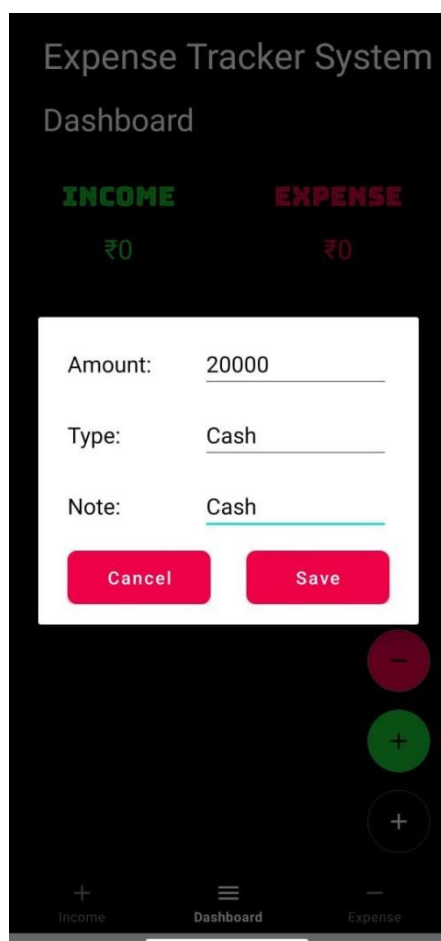 Expense Tracker System
Dashboard
INCOME EXPENSE
₹0 ₹0
Amount: 20000
Type: Cash
Note: Cash
Cancel Save
−
+
+
+ −
Income Dashboard Expense